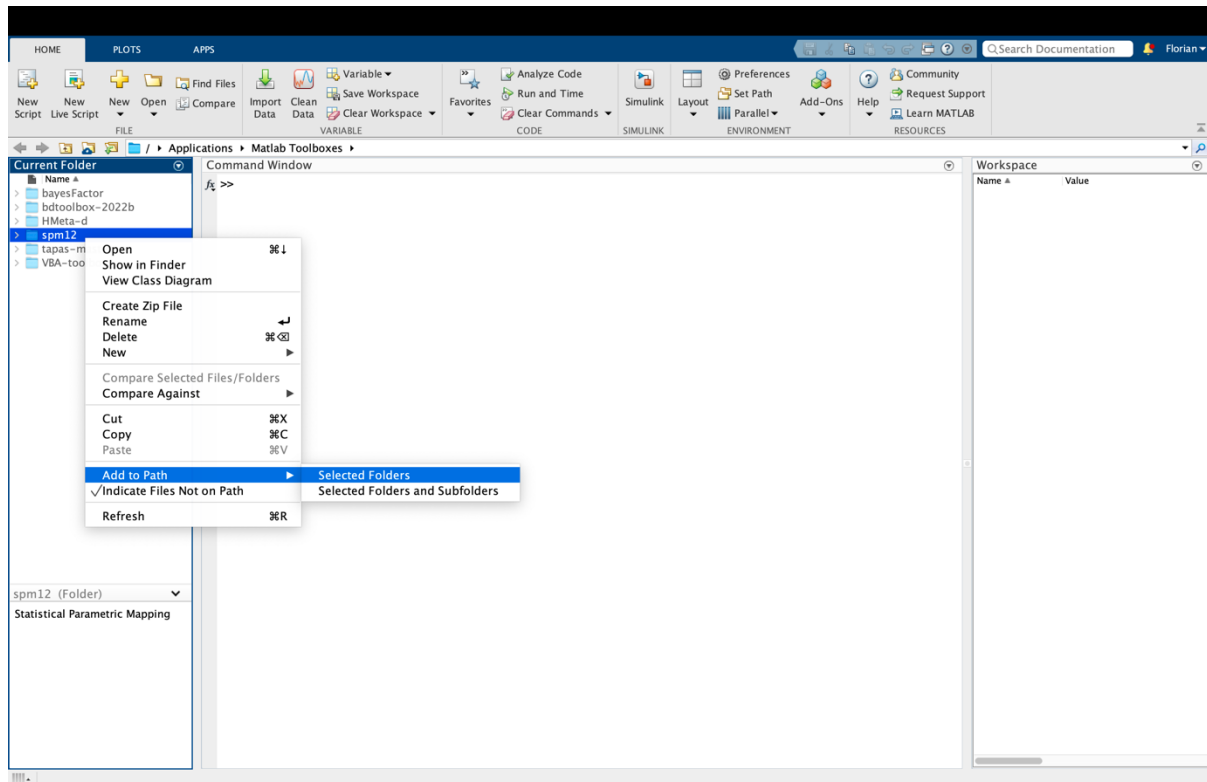 HOME PLOTS APPS
Search Documentation Florian
New Script
New Live Script
New
Open
Find Files
Compare
FILE
Import Data
Clean Data
Variable
Save Workspace
Clear Workspace
VARIABLE
Favorites
Analyze Code
Run and Time
Clear Commands
CODE
Simulink
SIMULINK
Layout
Preferences
Set Path
Parallel
ENVIRONMENT
Add-Ons
Help
Community
Request Support
Learn MATLAB
RESOURCES
/ Applications Matlab Toolboxes
Current Folder
Name
bayesFactor
bdtoolbox-2022b
HMeta-d
spm12
tapas-m
VBA-too
Open ⌘↓
Show in Finder
View Class Diagram
Create Zip File
Rename
Delete ⌘⌫
New
Compare Selected Files/Folders
Compare Against
Cut ⌘X
Copy ⌘C
Paste ⌘V
Add to Path
Indicate Files Not on Path
Refresh ⌘R
Selected Folders
Selected Folders and Subfolders
spm12 (Folder)
Statistical Parametric Mapping
Command Window
fx >>
Workspace
Name Value